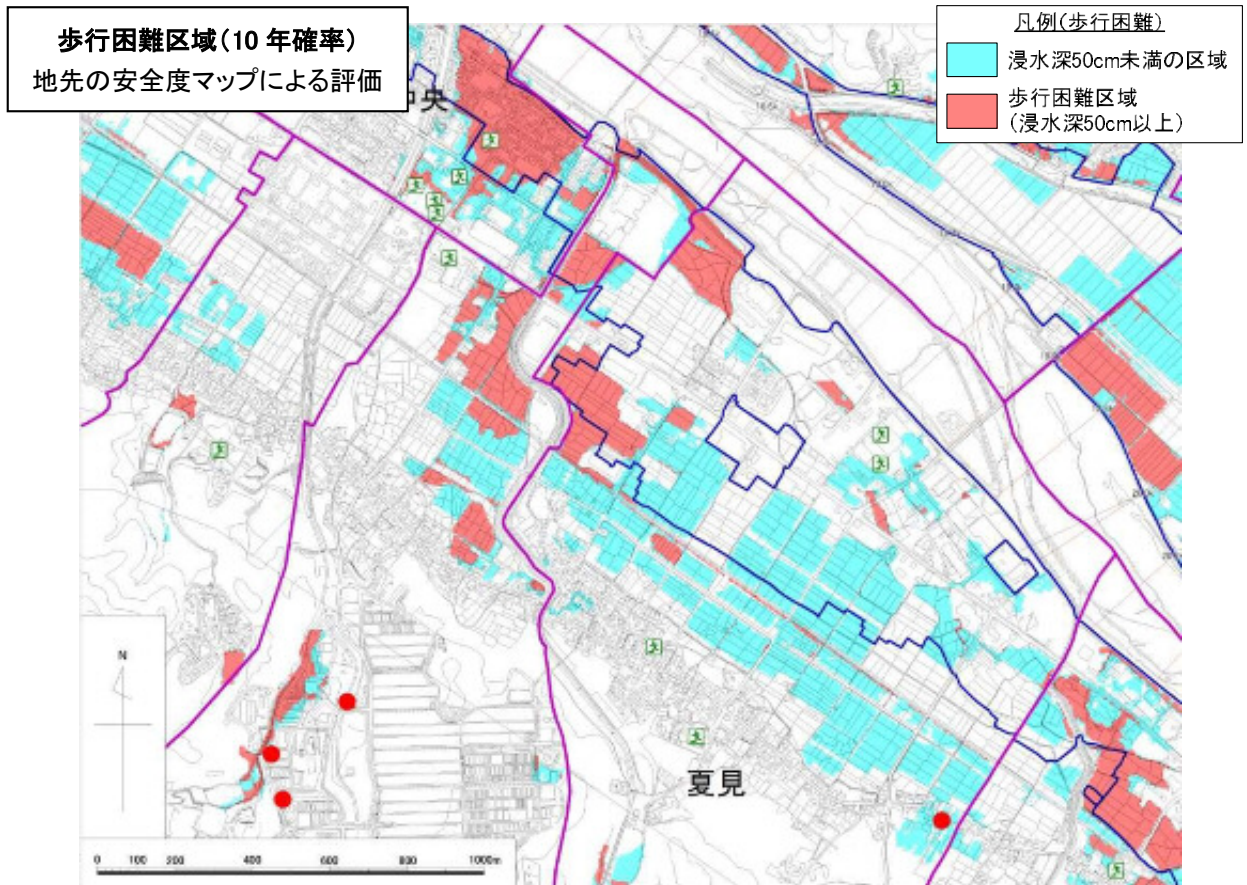 歩行困難区域(10 年確率)
地先の安全度マップによる評価
凡例(歩行困難)
浸水深50cm未満の区域
歩行困難区域
(浸水深50cm以上)
中央
夏見
N
0 100 200 400 600 800 1000m